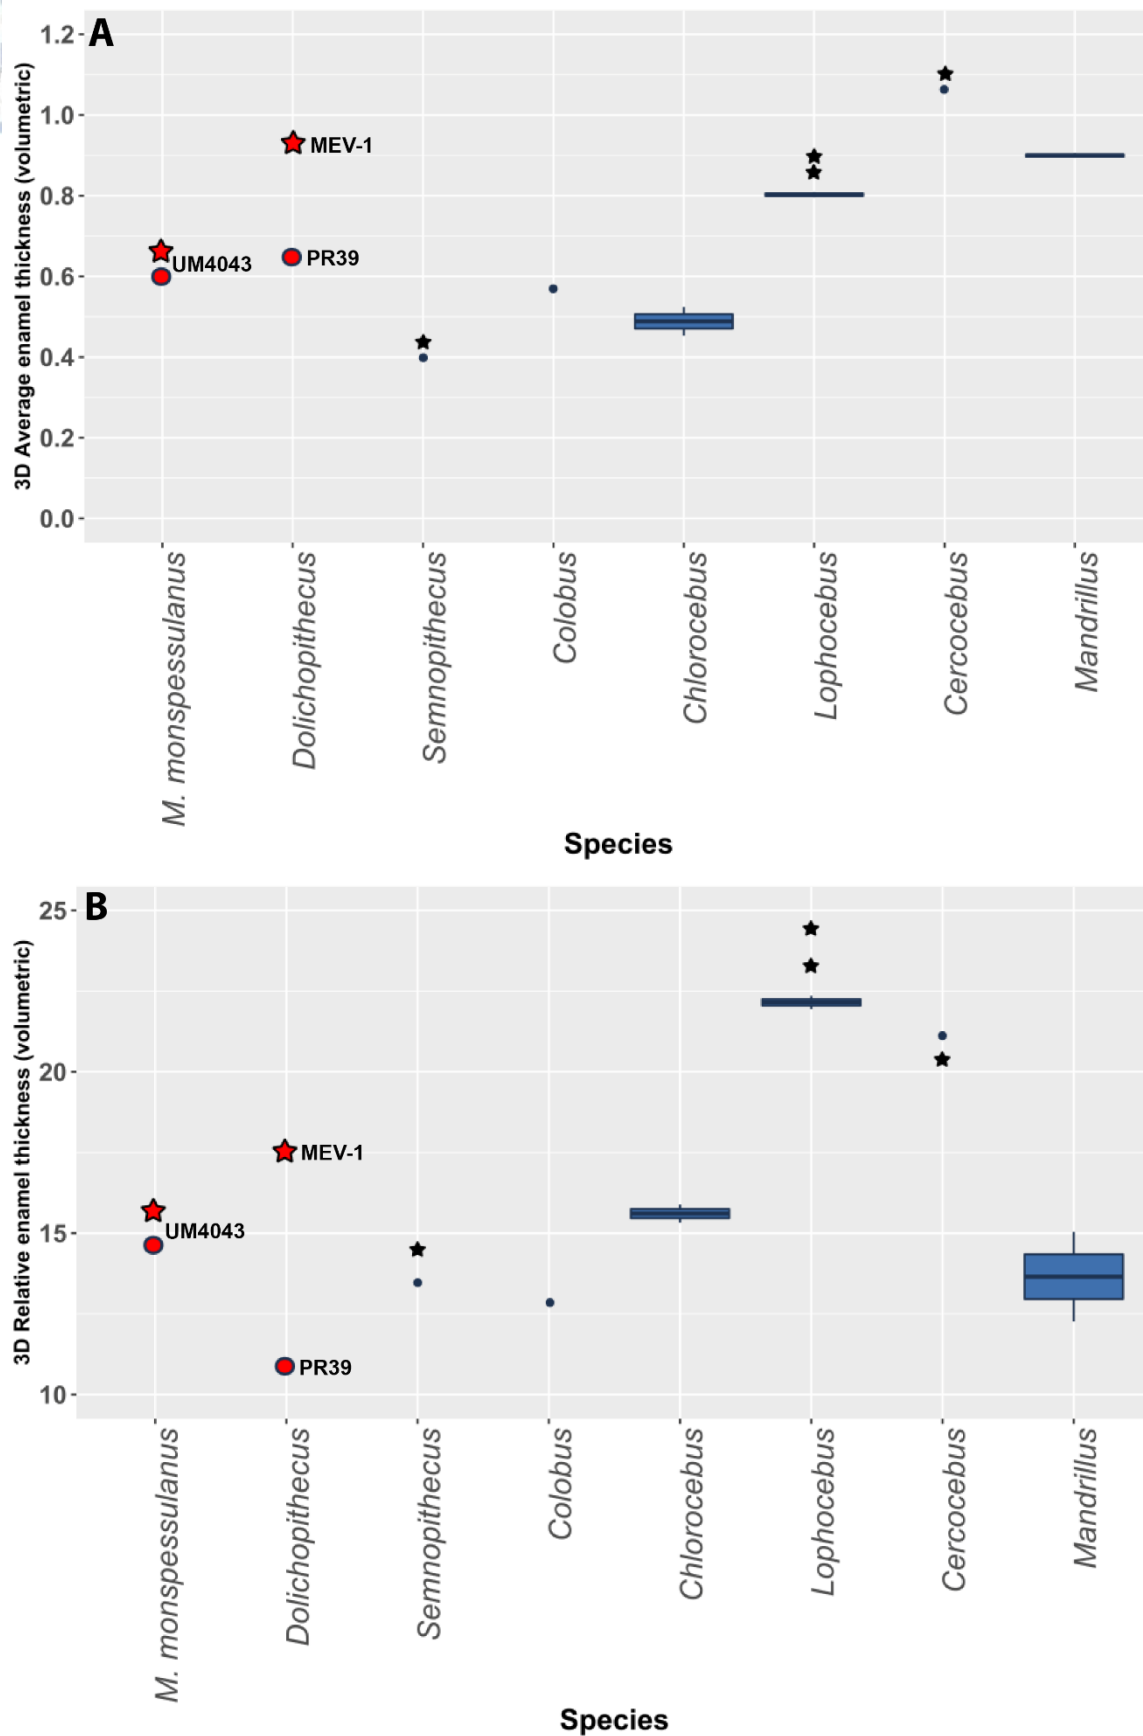 A
3D Average enamel thickness (volumetric)
1.2
1.0
0.8
0.6
0.4
0.2
0.0
MEV-1
UM4043
PR39
M. monspessulanus
Dolichopithecus
Semnopithecus
Colobus
Chlorocebus
Lophocebus
Cercocebus
Mandrillus
Species
B
3D Relative enamel thickness (volumetric)
25
20
15
10
MEV-1
UM4043
PR39
M. monspessulanus
Dolichopithecus
Semnopithecus
Colobus
Chlorocebus
Lophocebus
Cercocebus
Mandrillus
Species